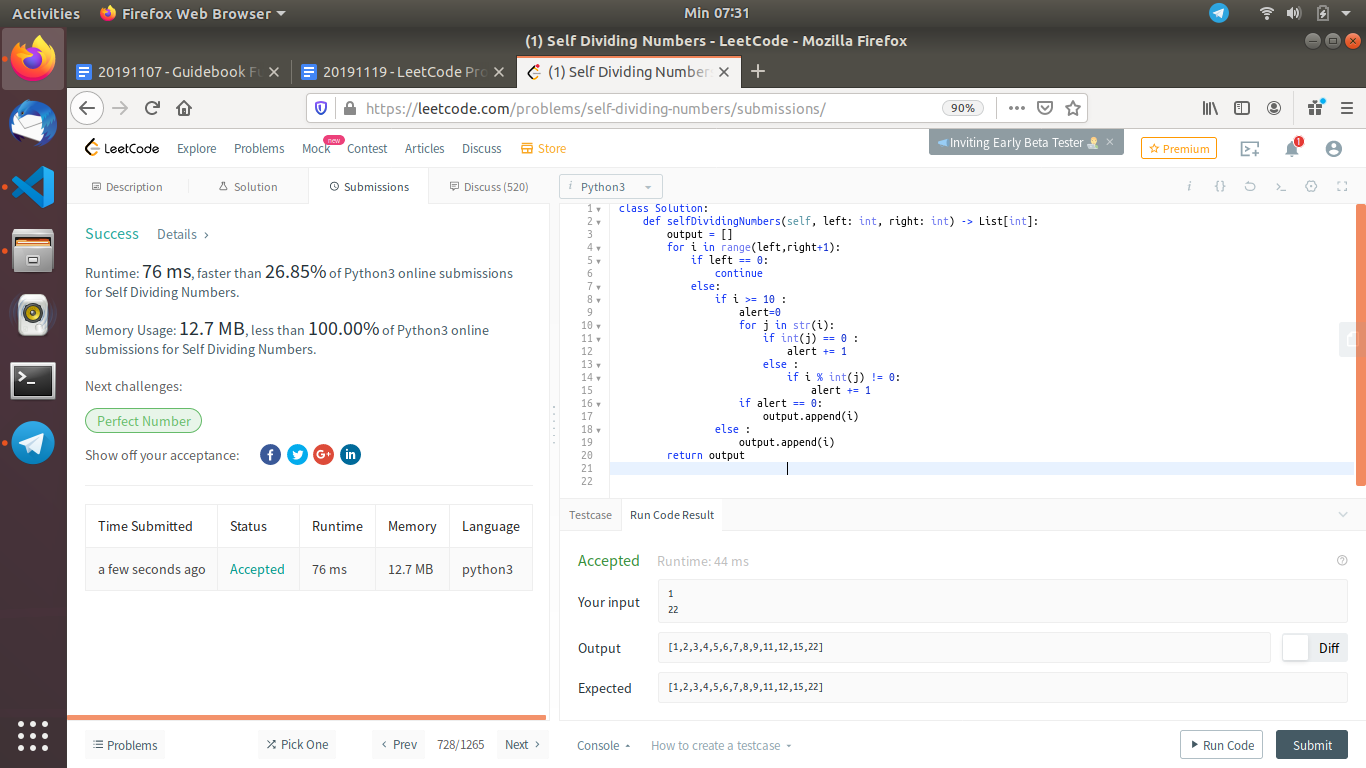 Activities
Firefox Web Browser
Min 07:31
(1) Self Dividing Numbers - LeetCode - Mozilla Firefox
20191107 - Guidebook Fu
20191119 - LeetCode Pro
(1) Self Dividing Number
https://leetcode.com/problems/self-dividing-numbers/submissions/
90%
LeetCode
Explore
Problems
Mock
new
Contest
Articles
Discuss
Store
Inviting Early Beta Tester
Premium
1
Description
Solution
Submissions
Discuss (520)
i Python3
Success
Details ›
Runtime: 76 ms, faster than 26.85% of Python3 online submissions
for Self Dividing Numbers.
Memory Usage: 12.7 MB, less than 100.00% of Python3 online
submissions for Self Dividing Numbers.
Next challenges:
Perfect Number
Show off your acceptance:
Time Submitted Status Runtime Memory Language
a few seconds ago Accepted 76 ms 12.7 MB python3
1 class Solution:
2 def selfDividingNumbers(self, left: int, right: int) -> List[int]:
3 output = []
4 for i in range(left,right+1):
5 if left == 0:
6 continue
7 else:
8 if i >= 10 :
9 alert=0
10 for j in str(i):
11 if int(j) == 0 :
12 alert += 1
13 else :
14 if i % int(j) != 0:
15 alert += 1
16 if alert == 0:
17 output.append(i)
18 else :
19 output.append(i)
20 return output
21
22
Testcase
Run Code Result
Accepted
Runtime: 44 ms
Your input
1
22
Output
[1,2,3,4,5,6,7,8,9,11,12,15,22]
Diff
Expected
[1,2,3,4,5,6,7,8,9,11,12,15,22]
Problems
Pick One
‹ Prev
728/1265
Next ›
Console
How to create a testcase
Run Code
Submit